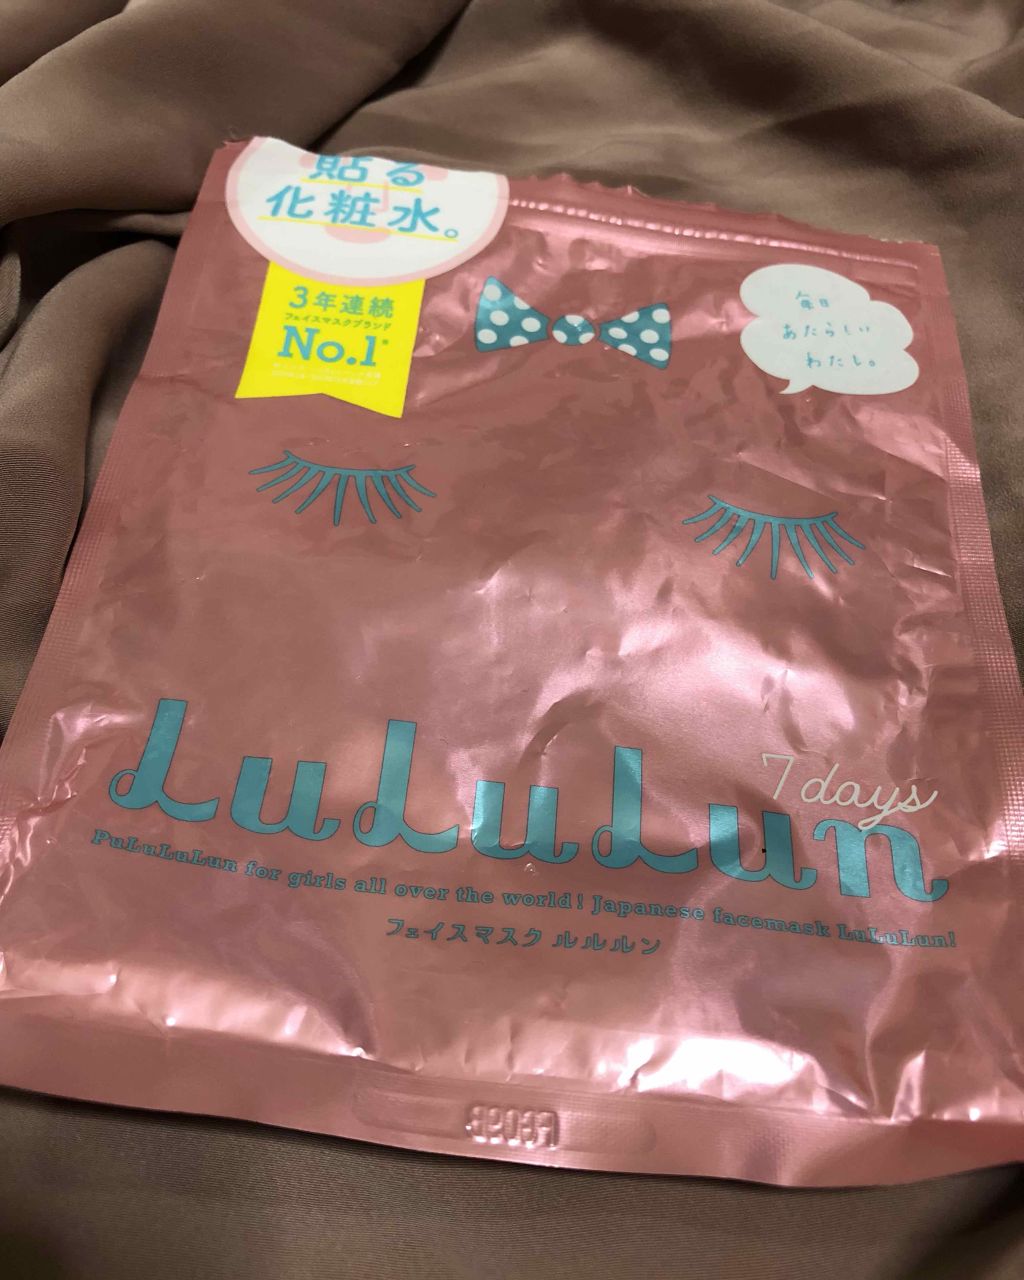 貼る
化粧水。
3年連続
フェイスマスクブランド
No.1*
毎日
あたらしい
わたし。
7days
LuLuLun
PuLuLuLun for girls all over the world! Japanese facemask LuLuLun!
フェイスマスク ルルルン